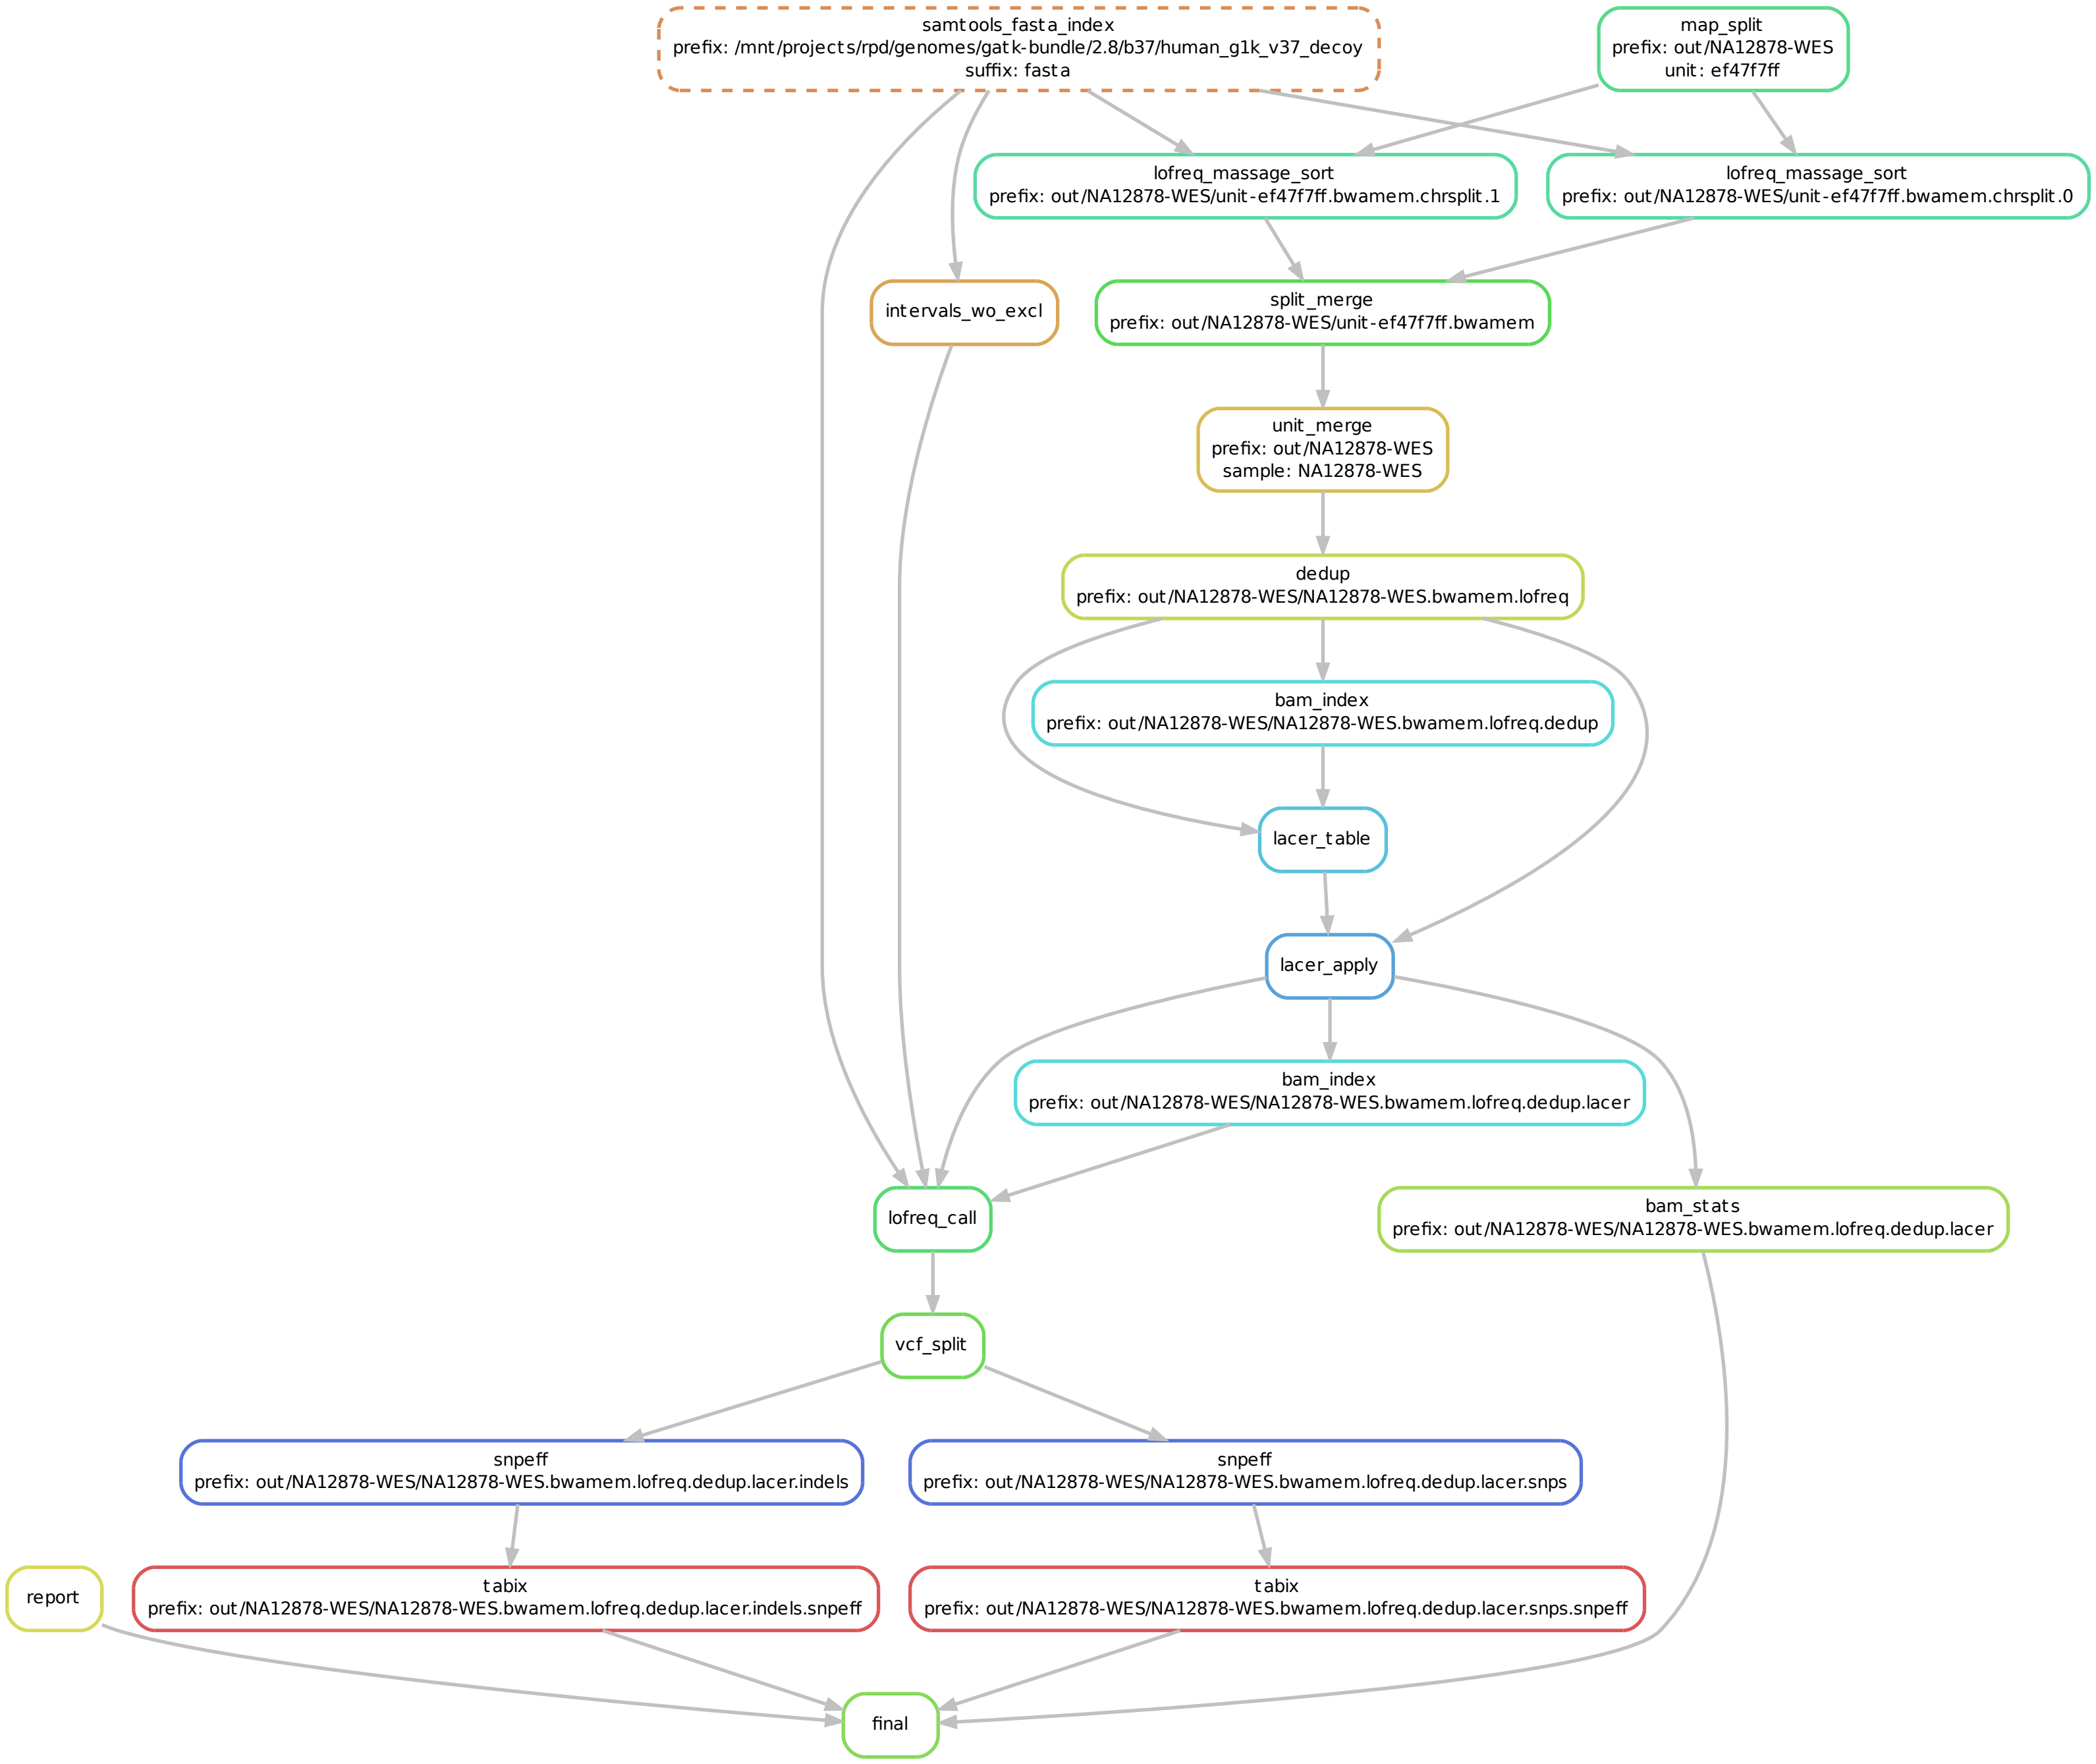 samtools_fasta_index
prefix: /mnt/projects/rpd/genomes/gatk-bundle/2.8/b37/human_g1k_v37_decoy
suffix: fasta
map_split
prefix: out/NA12878-WES
unit: ef47f7ff
lofreq_massage_sort
prefix: out/NA12878-WES/unit-ef47f7ff.bwamem.chrsplit.1
lofreq_massage_sort
prefix: out/NA12878-WES/unit-ef47f7ff.bwamem.chrsplit.0
intervals_wo_excl
split_merge
prefix: out/NA12878-WES/unit-ef47f7ff.bwamem
unit_merge
prefix: out/NA12878-WES
sample: NA12878-WES
dedup
prefix: out/NA12878-WES/NA12878-WES.bwamem.lofreq
bam_index
prefix: out/NA12878-WES/NA12878-WES.bwamem.lofreq.dedup
lacer_table
lacer_apply
bam_index
prefix: out/NA12878-WES/NA12878-WES.bwamem.lofreq.dedup.lacer
lofreq_call
bam_stats
prefix: out/NA12878-WES/NA12878-WES.bwamem.lofreq.dedup.lacer
vcf_split
snpeff
prefix: out/NA12878-WES/NA12878-WES.bwamem.lofreq.dedup.lacer.indels
snpeff
prefix: out/NA12878-WES/NA12878-WES.bwamem.lofreq.dedup.lacer.snps
report
tabix
prefix: out/NA12878-WES/NA12878-WES.bwamem.lofreq.dedup.lacer.indels.snpeff
tabix
prefix: out/NA12878-WES/NA12878-WES.bwamem.lofreq.dedup.lacer.snps.snpeff
final